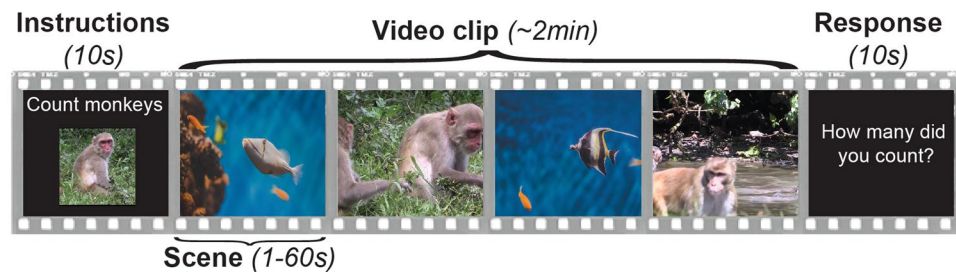 Instructions
(10s)
Video clip (~2min)
Response
(10s)
Count monkeys
How many did
you count?
Scene (1-60s)